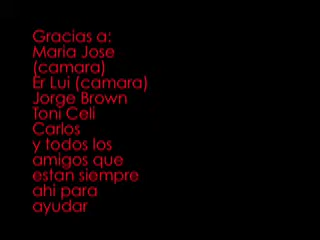 Gracias a:
Maria Jose
(camara)
Er Lui (camara)
Jorge Brown
Toni Celi
Carlos
y todos los
amigos que
estan siempre
ahi para
ayudar